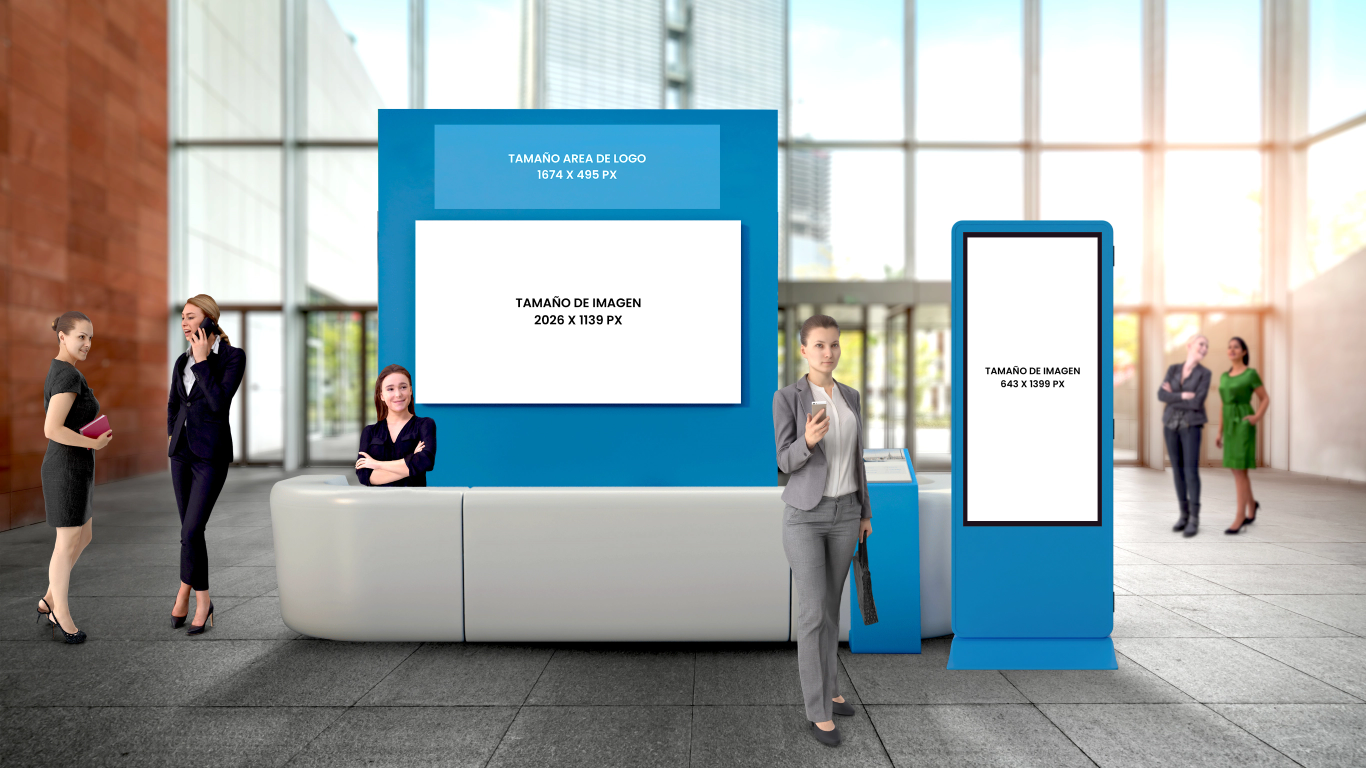 TAMAÑO AREA DE LOGO
1674 X 495 PX
TAMAÑO DE IMAGEN
2026 X 1139 PX
TAMAÑO DE IMAGEN
643 X 1399 PX